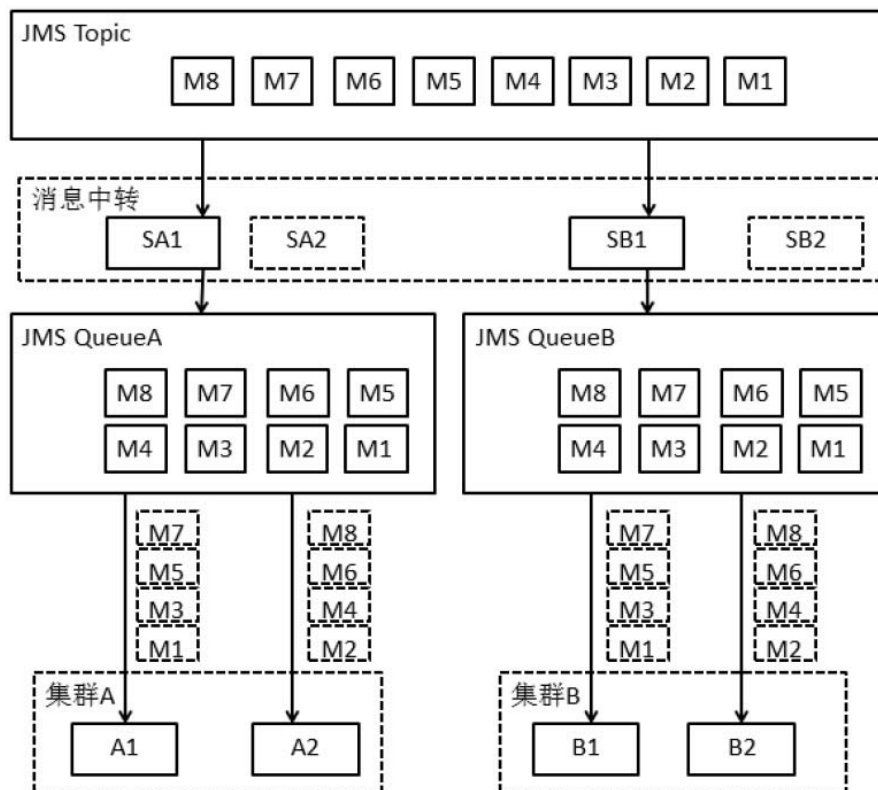 JMS Topic
M8 M7 M6 M5 M4 M3 M2 M1
消息中转
SA1 SA2 SB1 SB2
JMS QueueA
M8 M7 M6 M5
M4 M3 M2 M1
JMS QueueB
M8 M7 M6 M5
M4 M3 M2 M1
M7 M8 M7 M8
M5 M6 M5 M6
M3 M4 M3 M4
M1 M2 M1 M2
集群A
A1 A2
集群B
B1 B2